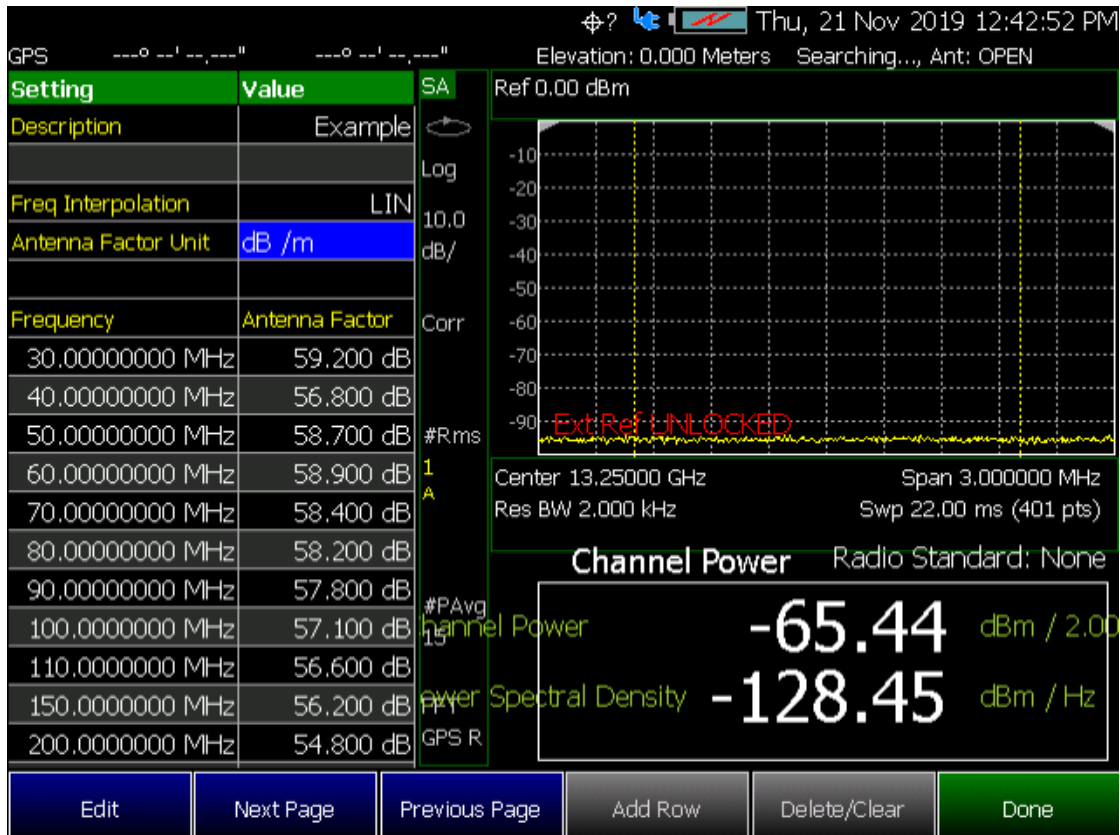 Thu, 21 Nov 2019 12:42:52 PM
GPS ---° --' --.---" ---° --' --.---" Elevation: 0.000 Meters Searching..., Ant: OPEN
Setting Value
Description Example
Freq Interpolation LIN
Antenna Factor Unit dB /m
Frequency Antenna Factor
30.00000000 MHz 59.200 dB
40.00000000 MHz 56.800 dB
50.00000000 MHz 58.700 dB
60.00000000 MHz 58.900 dB
70.00000000 MHz 58.400 dB
80.00000000 MHz 58.200 dB
90.00000000 MHz 57.800 dB
100.0000000 MHz 57.100 dB
110.0000000 MHz 56.600 dB
150.0000000 MHz 56.200 dB
200.0000000 MHz 54.800 dB
SA
Log
10.0
dB/
Corr
#Rms
1
A
#PAvg
15
GPS R
Ref 0.00 dBm
-10
-20
-30
-40
-50
-60
-70
-80
-90
Ext Ref UNLOCKED
Center 13.25000 GHz Span 3.000000 MHz
Res BW 2.000 kHz Swp 22.00 ms (401 pts)
Channel Power Radio Standard: None
hannel Power -65.44 dBm / 2.00
ower Spectral Density -128.45 dBm / Hz
Edit Next Page Previous Page Add Row Delete/Clear Done